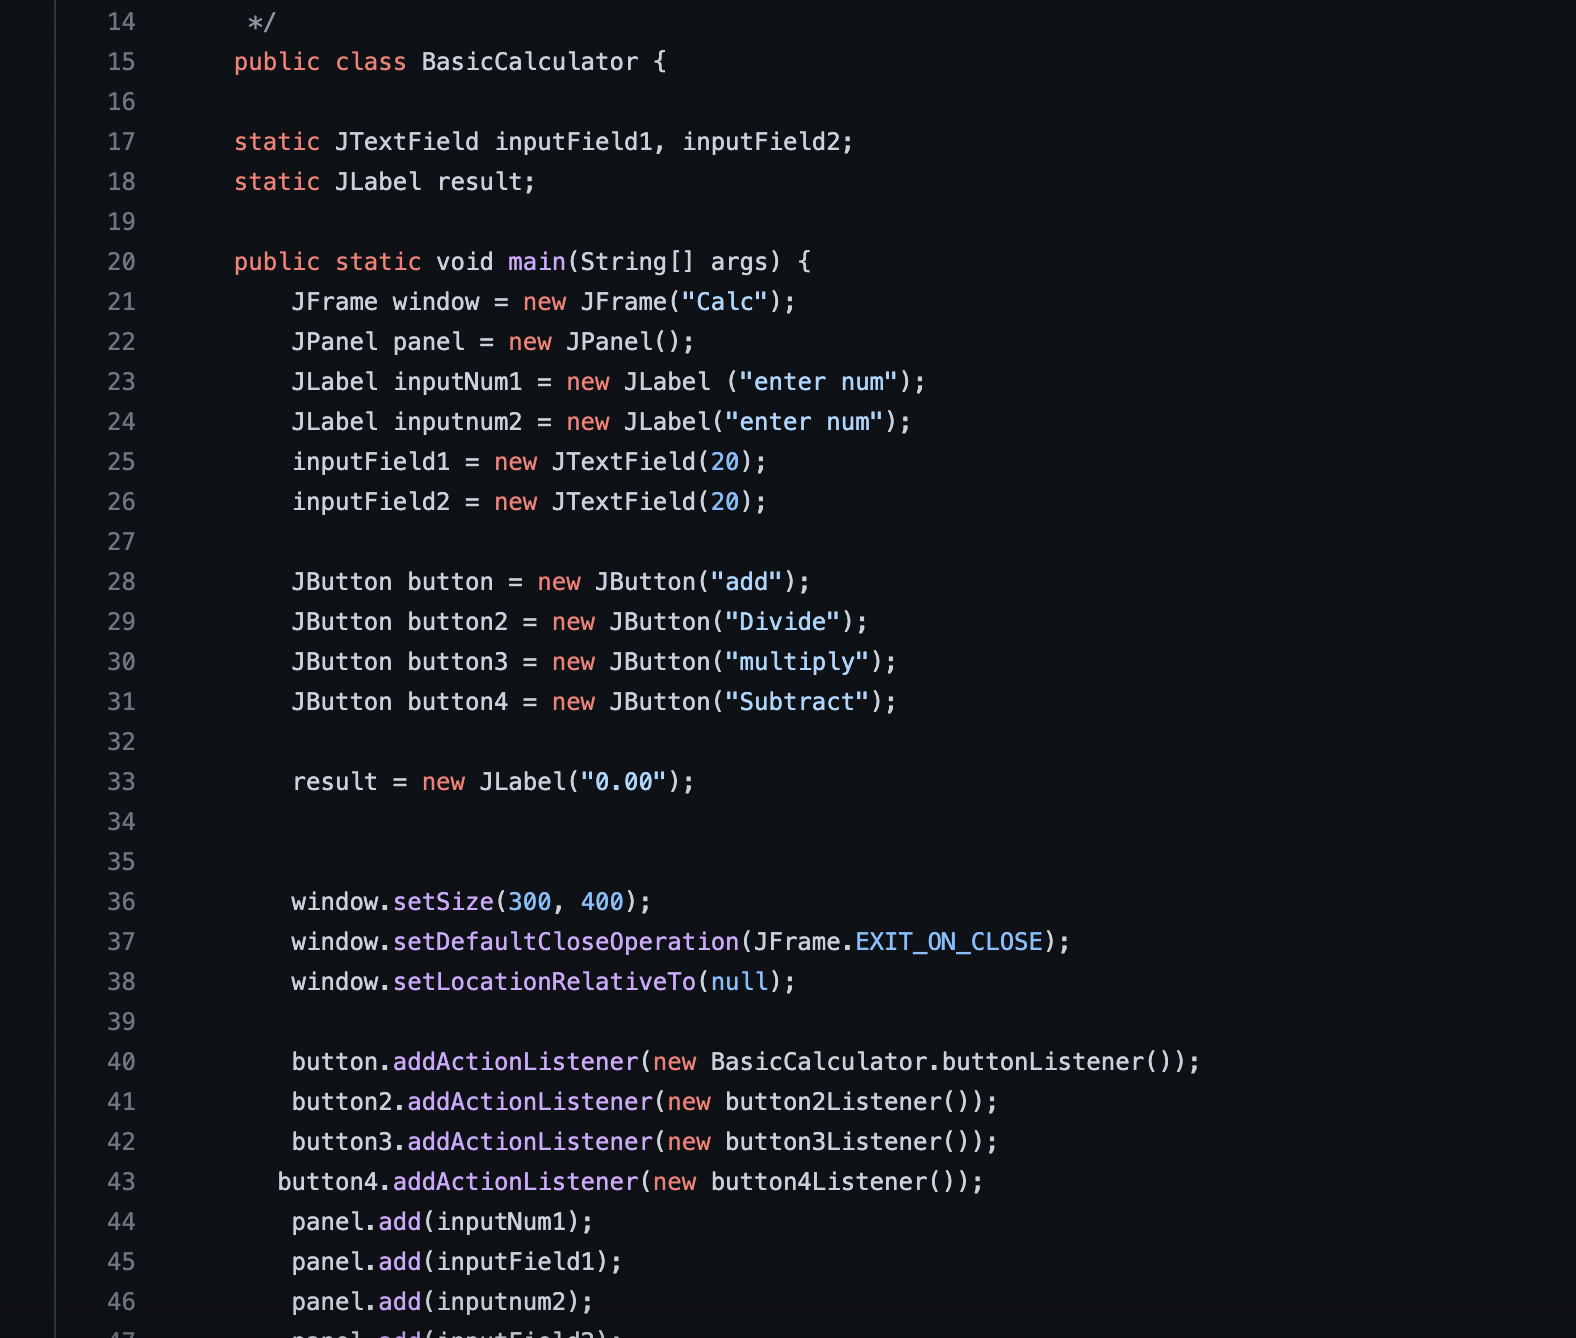 14 */
15 public class BasicCalculator {
16
17 static JTextField inputField1, inputField2;
18 static JLabel result;
19
20 public static void main(String[] args) {
21 JFrame window = new JFrame("Calc");
22 JPanel panel = new JPanel();
23 JLabel inputNum1 = new JLabel ("enter num");
24 JLabel inputnum2 = new JLabel("enter num");
25 inputField1 = new JTextField(20);
26 inputField2 = new JTextField(20);
27
28 JButton button = new JButton("add");
29 JButton button2 = new JButton("Divide");
30 JButton button3 = new JButton("multiply");
31 JButton button4 = new JButton("Subtract");
32
33 result = new JLabel("0.00");
34
35
36 window.setSize(300, 400);
37 window.setDefaultCloseOperation(JFrame.EXIT_ON_CLOSE);
38 window.setLocationRelativeTo(null);
39
40 button.addActionListener(new BasicCalculator.buttonListener());
41 button2.addActionListener(new button2Listener());
42 button3.addActionListener(new button3Listener());
43 button4.addActionListener(new button4Listener());
44 panel.add(inputNum1);
45 panel.add(inputField1);
46 panel.add(inputnum2);
47 panel.add(inputField2);